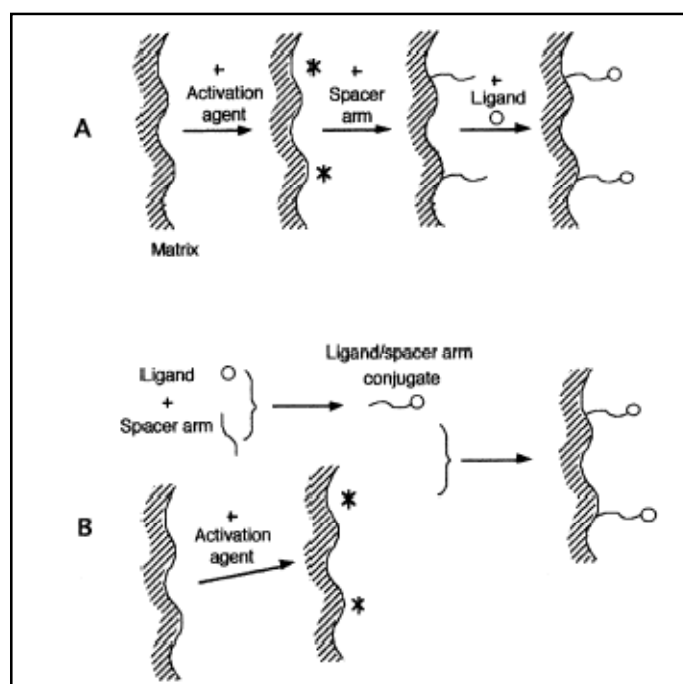 +
Activation
agent
*
*
+
Spacer
arm
+
Ligand
A
Matrix
Ligand
+
Spacer arm
Ligand/spacer arm
conjugate
B
+
Activation
agent
*
*